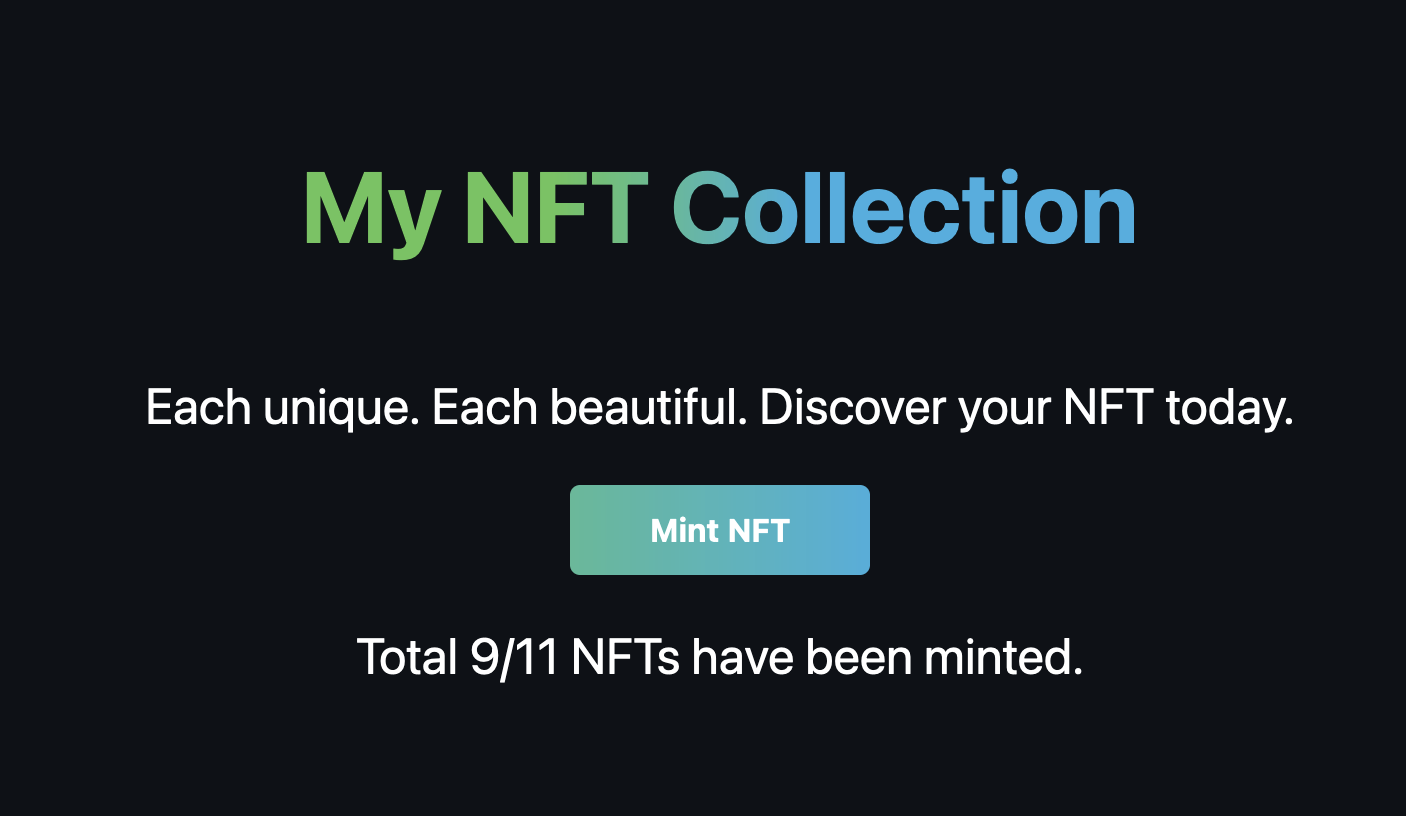 My NFT Collection
Each unique. Each beautiful. Discover your NFT today.
Mint NFT
Total 9/11 NFTs have been minted.